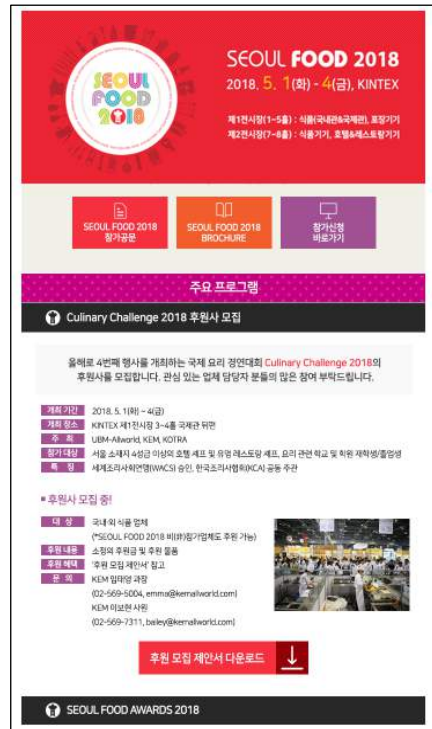 SEOUL
FOOD
2018
SEOUL FOOD 2018
2018. 5. 1(화) - 4(금), KINTEX
제1전시장(1~5홀) : 식품(국내관&국제관), 포장기기
제2전시장(7~8홀) : 식품기기, 호텔&레스토랑기기
SEOUL FOOD 2018
참가공문
SEOUL FOOD 2018
BROCHURE
참가신청
바로가기
주요 프로그램
Culinary Challenge 2018 후원사 모집
올해로 4번째 행사를 개최하는 국제 요리 경연대회 Culinary Challenge 2018의
후원사를 모집합니다. 관심 있는 업체 담당자 분들의 많은 참여 부탁드립니다.
개최 기간 2018. 5. 1(화) ~ 4(금)
개최 장소 KINTEX 제1전시장 3~4홀 국제관 뒤편
주 최 UBM-Allworld, KEM, KOTRA
참가 대상 서울 소재지 4성급 이상의 호텔 셰프 및 유명 레스토랑 셰프, 요리 관련 학교 및 학원 재학생/졸업생
특 징 세계조리사회연맹(WACS) 승인, 한국조리사협회(KCA) 공동 주관
■ 후원사 모집 중!
대 상 국내·외 식품 업체
(*SEOUL FOOD 2018 비(非)참가업체도 후원 가능)
후원 내용 소정의 후원금 및 후원 물품
후원 혜택 '후원 모집 제안서' 참고
문 의 KEM 임태영 과장
(02-569-5004, emma@kemallworld.com)
KEM 이보현 사원
(02-569-7311, bailey@kemallworld.com)
후원 모집 제안서 다운로드
SEOUL FOOD AWARDS 2018